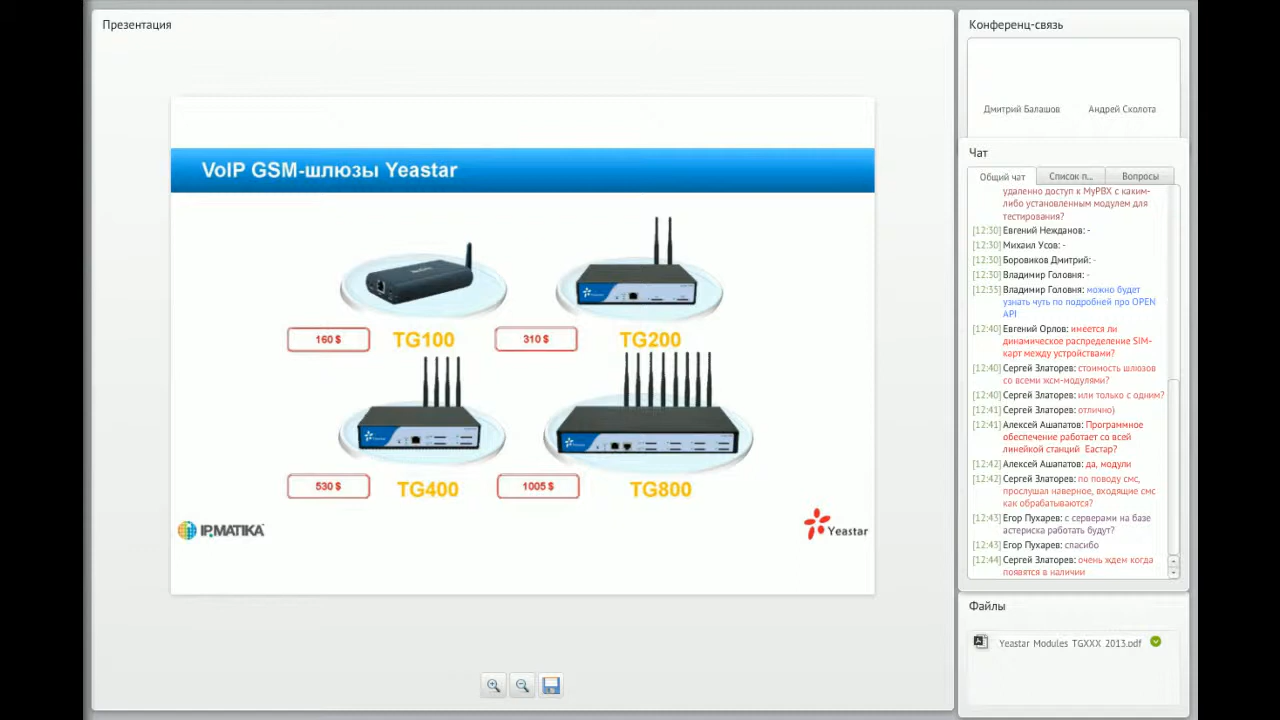 Презентация
VoIP GSM-шлюзы Yeastar
160 $
TG100
310 $
TG200
530 $
TG400
1005 $
TG800
IPMATIKA
Yeastar
Конференц-связь
Дмитрий Балашов
Андрей Сколота
Чат
Общий чат
Список п...
Вопросы
удаленно доступ к MyPBX с каким-
либо установленным модулем для
тестирования?
[12:30] Евгений Нежданов: -
[12:30] Михаил Усов: -
[12:30] Боровиков Дмитрий: -
[12:30] Владимир Головня: -
[12:35] Владимир Головня: можно будет
узнать чуть по подробней про OPEN
API
[12:40] Евгений Орлов: имеется ли
динамическое распределение SIM-
карт между устройствами?
[12:40] Сергей Златорев: стоимость шлюзов
со всеми жсм-модулями?
[12:40] Сергей Златорев: или только с одним?
[12:41] Сергей Златорев: отлично)
[12:41] Алексей Ашапатов: Программное
обеспечение работает со всей
линейкой станций Еастар?
[12:42] Алексей Ашапатов: да, модули
[12:42] Сергей Златорев: по поводу смс,
прослушал наверное, входящие смс
как обрабатываются?
[12:43] Егор Пухарев: с серверами на базе
астериска работать будут?
[12:43] Егор Пухарев: спасибо
[12:44] Сергей Златорев: очень ждем когда
появятся в наличии
Файлы
Yeastar Modules TGXXX 2013.pdf